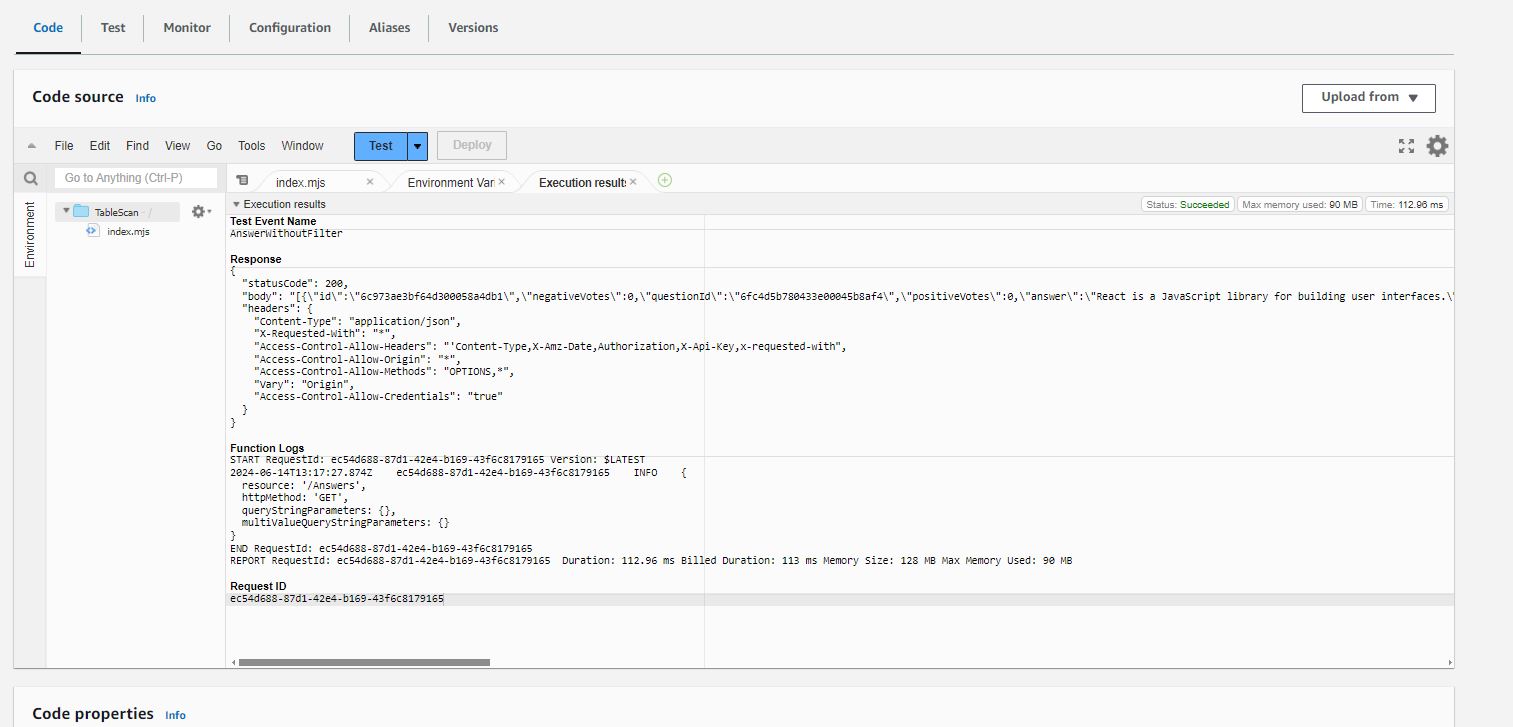 Code Test Monitor Configuration Aliases Versions
Code source Info
Upload from
File Edit Find View Go Tools Window Test Deploy
Go to Anything (Ctrl-P)
index.mjs Environment Var Execution results
Environment
TableScan - /
index.mjs
Execution results
Status: Succeeded Max memory used: 90 MB Time: 112.96 ms
Test Event Name
AnswerWithoutFilter
Response
{
"statusCode": 200,
"body": "[{\"id\":\"6c973ae3bf64d300058a4db1\",\"negativeVotes\":0,\"questionId\":\"6fc4d5b780433e00045b8af4\",\"positiveVotes\":0,\"answer\":\"React is a JavaScript library for building user interfaces.\"
"headers": {
"Content-Type": "application/json",
"X-Requested-With": "*",
"Access-Control-Allow-Headers": "'Content-Type,X-Amz-Date,Authorization,X-Api-Key,x-requested-with",
"Access-Control-Allow-Origin": "*",
"Access-Control-Allow-Methods": "OPTIONS,*",
"Vary": "Origin",
"Access-Control-Allow-Credentials": "true"
}
}
Function Logs
START RequestId: ec54d688-87d1-42e4-b169-43f6c8179165 Version: $LATEST
2024-06-14T13:17:27.874Z ec54d688-87d1-42e4-b169-43f6c8179165 INFO {
resource: '/Answers',
httpMethod: 'GET',
queryStringParameters: {},
multiValueQueryStringParameters: {}
}
END RequestId: ec54d688-87d1-42e4-b169-43f6c8179165
REPORT RequestId: ec54d688-87d1-42e4-b169-43f6c8179165 Duration: 112.96 ms Billed Duration: 113 ms Memory Size: 128 MB Max Memory Used: 90 MB
Request ID
ec54d688-87d1-42e4-b169-43f6c8179165
Code properties Info